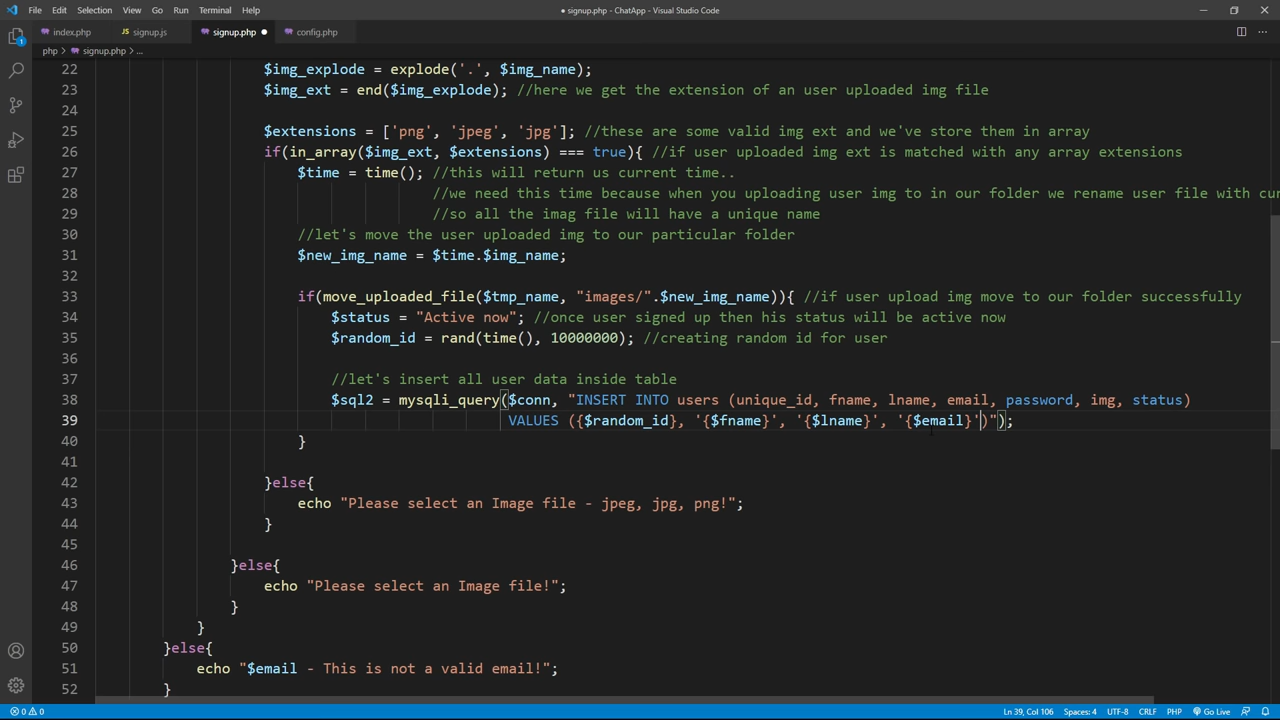 File Edit Selection View Go Run Terminal Help
● signup.php - ChatApp - Visual Studio Code
index.php
JS signup.js
signup.php ●
config.php
php > signup.php > ...
22 $img_explode = explode('.', $img_name);
23 $img_ext = end($img_explode); //here we get the extension of an user uploaded img file
24
25 $extensions = ['png', 'jpeg', 'jpg']; //these are some valid img ext and we've store them in array
26 if(in_array($img_ext, $extensions) === true){ //if user uploaded img ext is matched with any array extensions
27 $time = time(); //this will return us current time..
28 //we need this time because when you uploading user img to in our folder we rename user file with cur
29 //so all the imag file will have a unique name
30 //let's move the user uploaded img to our particular folder
31 $new_img_name = $time.$img_name;
32
33 if(move_uploaded_file($tmp_name, "images/".$new_img_name)){ //if user upload img move to our folder successfully
34 $status = "Active now"; //once user signed up then his status will be active now
35 $random_id = rand(time(), 10000000); //creating random id for user
36
37 //let's insert all user data inside table
38 $sql2 = mysqli_query($conn, "INSERT INTO users (unique_id, fname, lname, email, password, img, status)
39 VALUES ({$random_id}, '{$fname}', '{$lname}', '{$email}')");
40 }
41
42 }else{
43 echo "Please select an Image file - jpeg, jpg, png!";
44 }
45
46 }else{
47 echo "Please select an Image file!";
48 }
49 }
50 }else{
51 echo "$email - This is not a valid email!";
52 }
1
0 0
Ln 39, Col 106 Spaces: 4 UTF-8 CRLF PHP Go Live